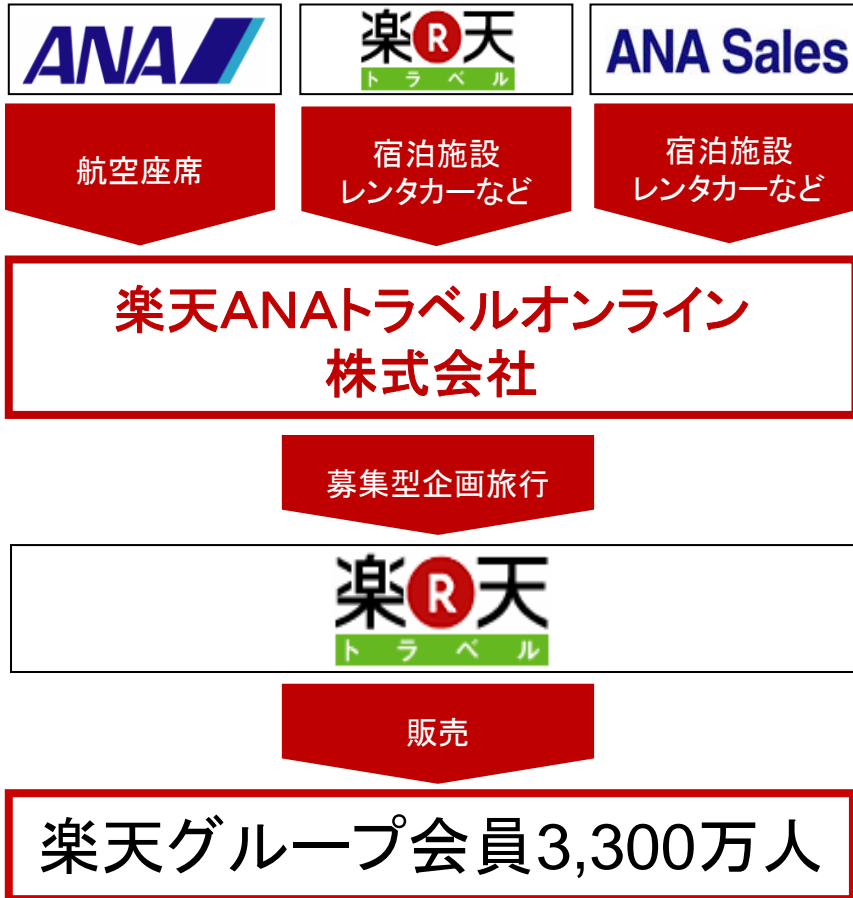 ANA
楽R天
トラベル
ANA Sales
航空座席
宿泊施設
レンタカーなど
宿泊施設
レンタカーなど
楽天ANAトラベルオンライン
株式会社
募集型企画旅行
楽R天
トラベル
販売
楽天グループ会員3,300万人